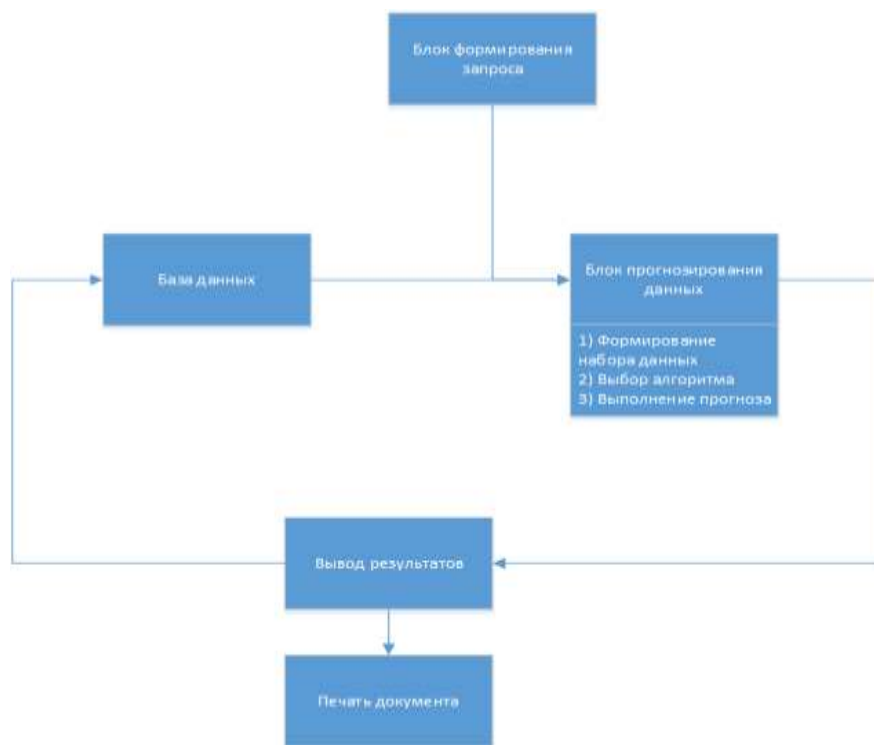 Блок формирования
запроса
База данных
Блок прогнозирования
данных
1) Формирование
набора данных
2) Выбор алгоритма
3) Выполнение прогноза
Вывод результатов
Печать документа